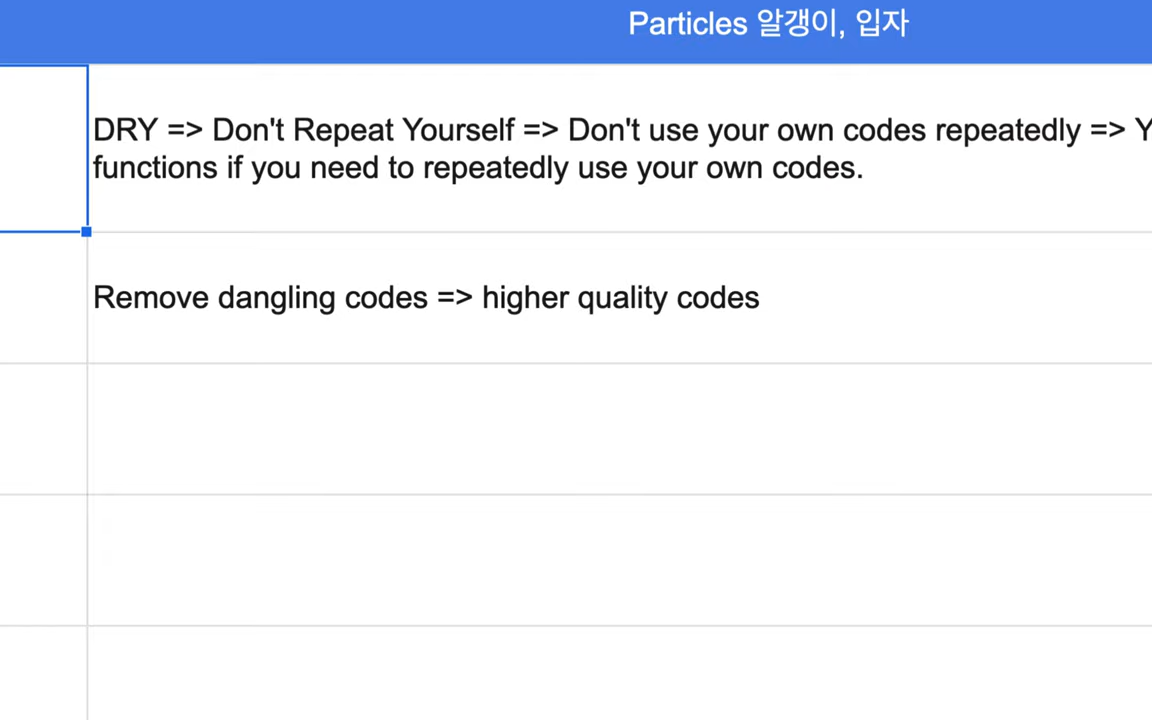 Particles 알갱이, 입자
DRY => Don't Repeat Yourself => Don't use your own codes repeatedly => Y
functions if you need to repeatedly use your own codes.
Remove dangling codes => higher quality codes